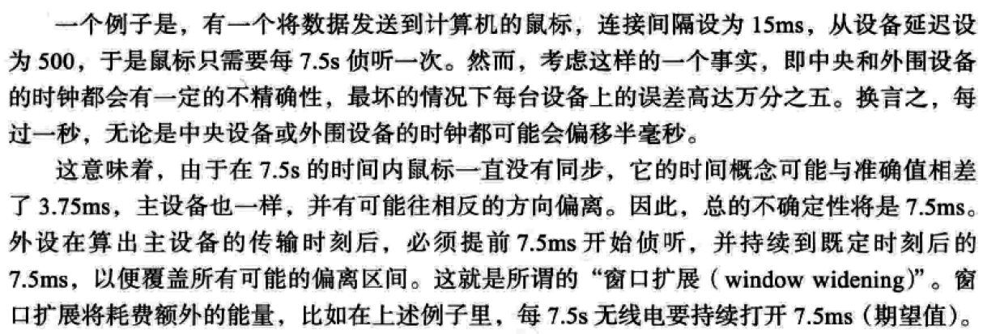 一个例子是，有一个将数据发送到计算机的鼠标，连接间隔设为 15ms，从设备延迟设
为 500，于是鼠标只需要每 7.5s 侦听一次。然而，考虑这样的一个事实，即中央和外围设备
的时钟都会有一定的不精确性，最坏的情况下每台设备上的误差高达万分之五。换言之，每
过一秒，无论是中央设备或外围设备的时钟都可能会偏移半毫秒。
这意味着，由于在 7.5s 的时间内鼠标一直没有同步，它的时间概念可能与准确值相差
了 3.75ms，主设备也一样，并有可能往相反的方向偏离。因此，总的不确定性将是 7.5ms。
外设在算出主设备的传输时刻后，必须提前 7.5ms 开始侦听，并持续到既定时刻后的
7.5ms，以便覆盖所有可能的偏离区间。这就是所谓的“窗口扩展（window widening）”。窗
口扩展将耗费额外的能量，比如在上述例子里，每 7.5s 无线电要持续打开 7.5ms（期望值）。